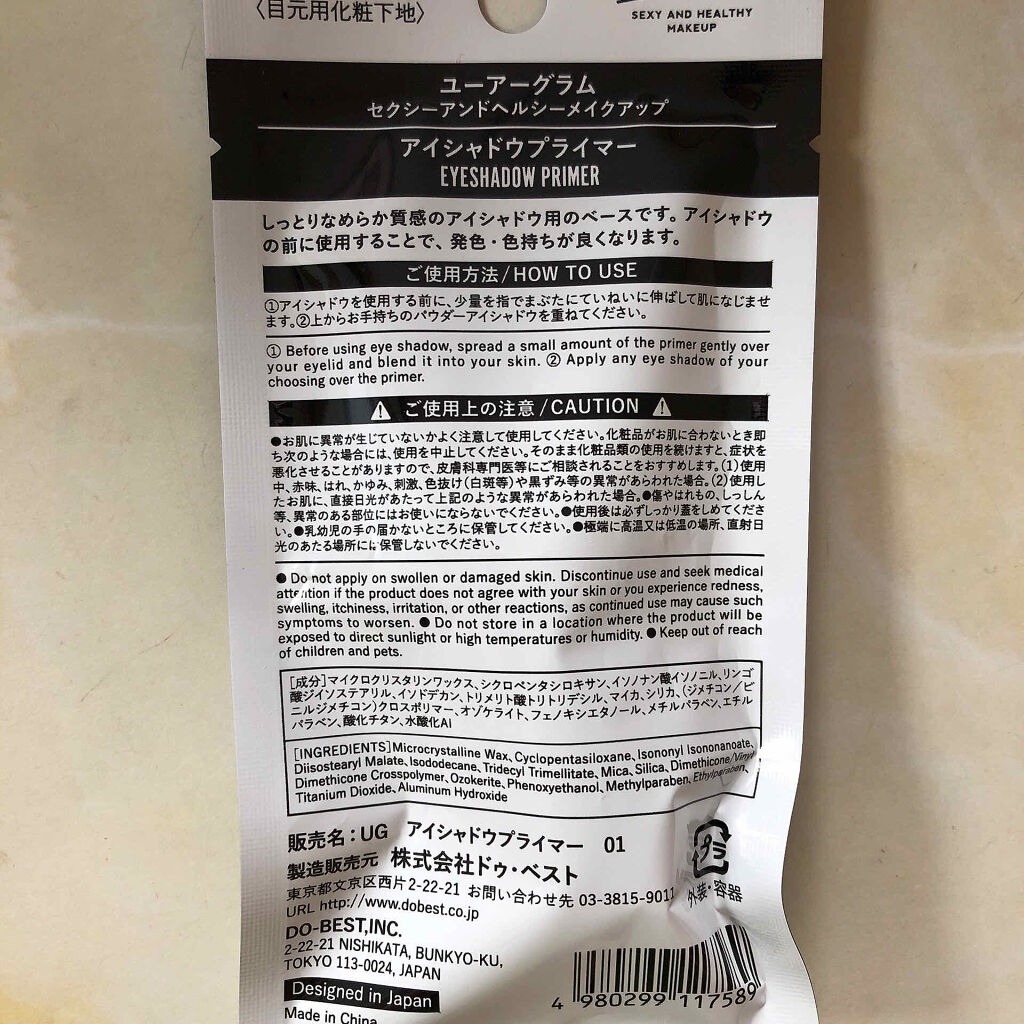 〈目元用化粧下地〉
SEXY AND HEALTHY
MAKEUP
ユーアーグラム
セクシーアンドヘルシーメイクアップ
アイシャドウプライマー
EYESHADOW PRIMER
しっとりなめらか質感のアイシャドウ用のベースです。アイシャドウ
の前に使用することで、発色・色持ちが良くなります。
ご使用方法/HOW TO USE
①アイシャドウを使用する前に、少量を指でまぶたにていねいに伸ばして肌になじませ
ます。②上からお手持ちのパウダーアイシャドウを重ねてください。
① Before using eye shadow, spread a small amount of the primer gently over
your eyelid and blend it into your skin. ② Apply any eye shadow of your
choosing over the primer.
⚠ ご使用上の注意/CAUTION ⚠
●お肌に異常が生じていないかよく注意して使用してください。化粧品がお肌に合わないとき即
ち次のような場合には、使用を中止してください。そのまま化粧品類の使用を続けますと、症状を
悪化させることがありますので、皮膚科専門医等にご相談されることをおすすめします。(1)使用
中、赤味、はれ、かゆみ、刺激、色抜け(白斑等)や黒ずみ等の異常があらわれた場合。(2)使用し
たお肌に、直接日光があたって上記のような異常があらわれた場合。●傷やはれもの、しっしん
等、異常のある部位にはお使いにならないでください。●使用後は必ずしっかり蓋をしめてくださ
い。●乳幼児の手の届かないところに保管してください。●極端に高温又は低温の場所、直射日
光のあたる場所には保管しないでください。
● Do not apply on swollen or damaged skin. Discontinue use and seek medical
attention if the product does not agree with your skin or you experience redness,
swelling, itchiness, irritation, or other reactions, as continued use may cause such
symptoms to worsen. ● Do not store in a location where the product will be
exposed to direct sunlight or high temperatures or humidity. ● Keep out of reach
of children and pets.
[成分]マイクロクリスタリンワックス、シクロペンタシロキサン、イソノナン酸イソノニル、リンゴ
酸ジイソステアリル、イソドデカン、トリメリト酸トリトリデシル、マイカ、シリカ、(ジメチコン/ビ
ニルジメチコン)クロスポリマー、オゾケライト、フェノキシエタノール、メチルパラベン、エチル
パラベン、酸化チタン、水酸化Al
[INGREDIENTS]Microcrystalline Wax、Cyclopentasiloxane、Isononyl Isononanoate、
Diisostearyl Malate、Isododecane、Tridecyl Trimellitate、Mica、Silica、Dimethicone/Vinyl
Dimethicone Crosspolymer、Ozokerite、Phenoxyethanol、Methylparaben、Ethylparaben、
Titanium Dioxide、Aluminum Hydroxide
販売名:UG アイシャドウプライマー 01
製造販売元 株式会社ドゥ・ベスト
東京都文京区西片2-22-21 お問い合わせ先 03-3815-9011
URL http://www.dobest.co.jp
DO-BEST,INC.
2-22-21 NISHIKATA, BUNKYO-KU,
TOKYO 113-0024, JAPAN
プラ
外装・容器
Designed in Japan
Made in China
4 980299 117589